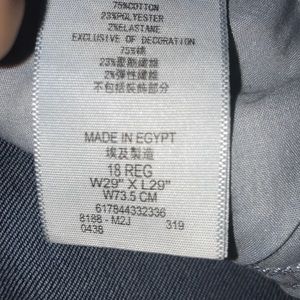 75%COTTON
23%POLYESTER
2%ELASTANE
EXCLUSIVE OF DECORATION
75%棉
23%聚酯纖維
2%彈性纖維
不包括裝飾部分
MADE IN EGYPT
埃及製造
18 REG
W29" X L29"
W73.5 CM
617844332336
8188 - M2J 319
0438